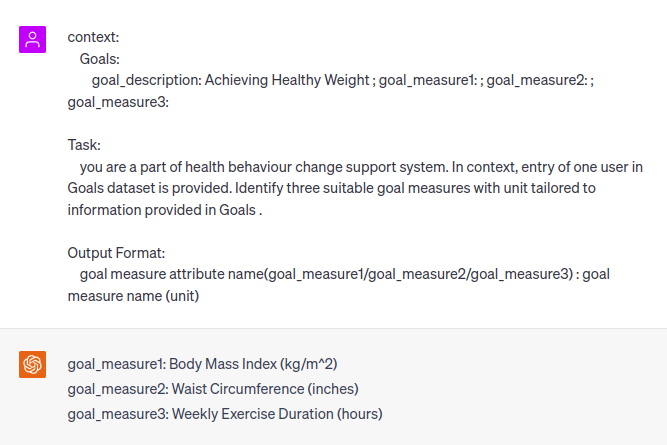 context:
Goals:
goal_description: Achieving Healthy Weight ; goal_measure1: ; goal_measure2: ;
goal_measure3:
Task:
you are a part of health behaviour change support system. In context, entry of one user in
Goals dataset is provided. Identify three suitable goal measures with unit tailored to
information provided in Goals .
Output Format:
goal measure attribute name(goal_measure1/goal_measure2/goal_measure3) : goal
measure name (unit)
goal_measure1: Body Mass Index (kg/m^2)
goal_measure2: Waist Circumference (inches)
goal_measure3: Weekly Exercise Duration (hours)